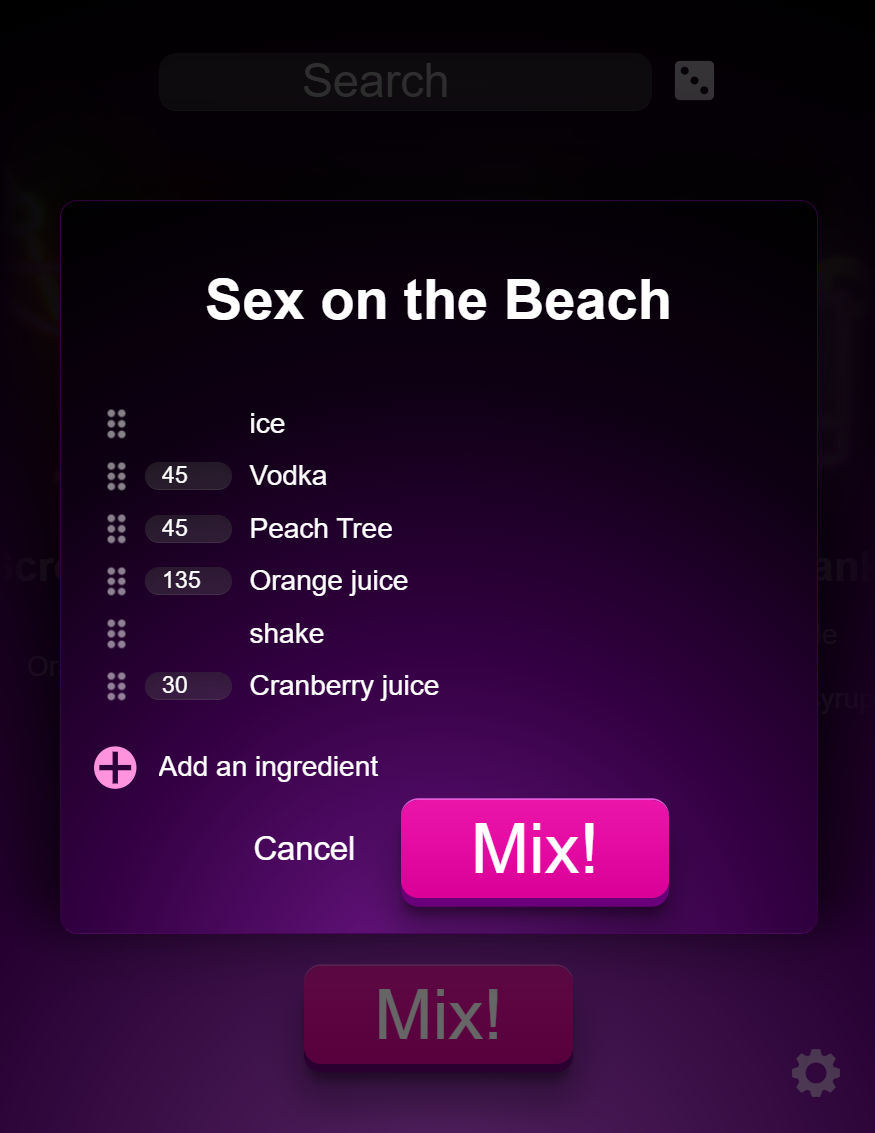 Search
Sex on the Beach
ice
45 Vodka
45 Peach Tree
135 Orange juice
shake
30 Cranberry juice
Add an ingredient
Cancel
Mix!
Mix!